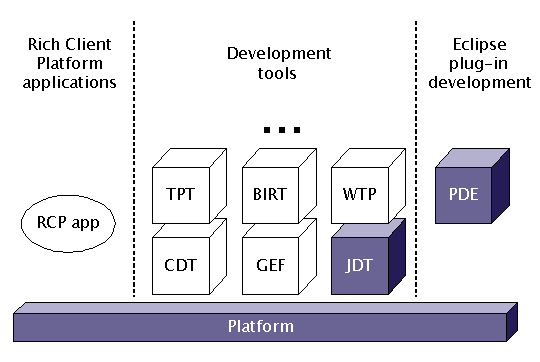 Rich Client
Platform
applications
Development
tools
Eclipse
plug-in
development
...
TPT
BIRT
WTP
PDE
RCP app
CDT
GEF
JDT
Platform